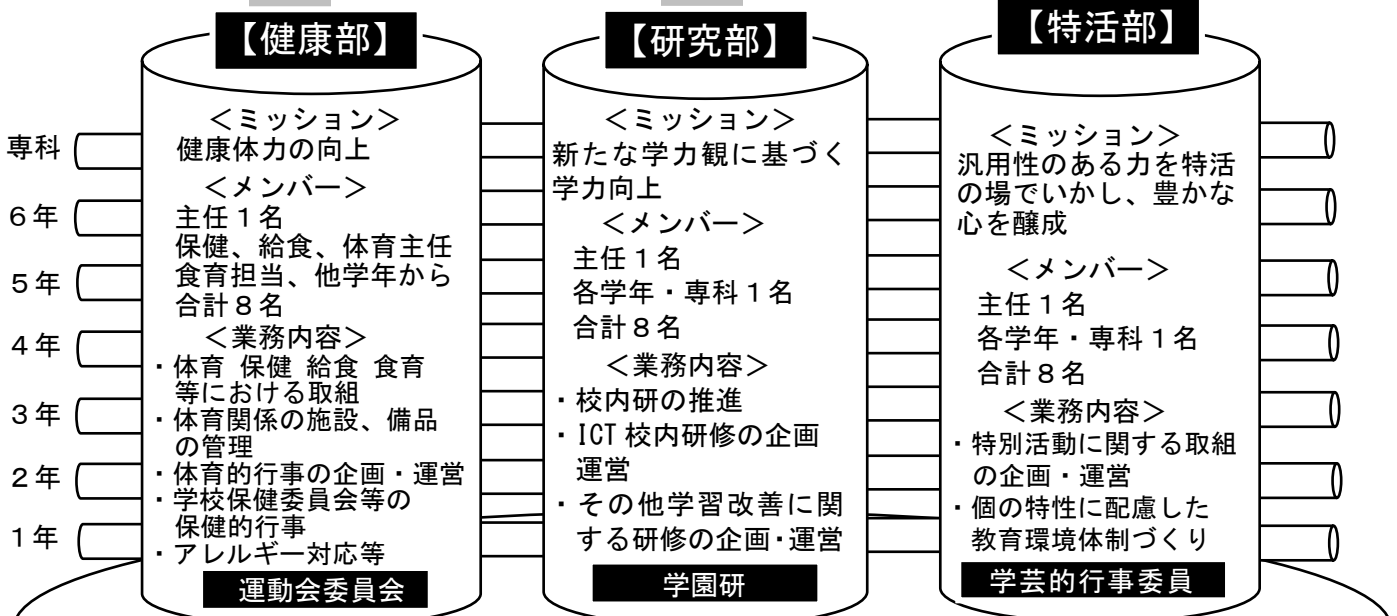 【健康部】
＜ミッション＞
健康体力の向上
＜メンバー＞
主任１名
保健、給食、体育主任
食育担当、他学年から
合計８名
＜業務内容＞
・体育 保健 給食 食育
等における取組
・体育関係の施設、備品
の管理
・体育的行事の企画・運営
・学校保健委員会等の
保健的行事
・アレルギー対応等
運動会委員会
【研究部】
＜ミッション＞
新たな学力観に基づく
学力向上
＜メンバー＞
主任１名
各学年・専科１名
合計８名
＜業務内容＞
・校内研の推進
・ICT 校内研修の企画
運営
・その他学習改善に関
する研修の企画・運営
学園研
【特活部】
＜ミッション＞
汎用性のある力を特活
の場でいかし、豊かな
心を醸成
＜メンバー＞
主任１名
各学年・専科１名
合計８名
＜業務内容＞
・特別活動に関する取組
の企画・運営
・個の特性に配慮した
教育環境体制づくり
学芸的行事委員
専科
６年
５年
４年
３年
２年
１年